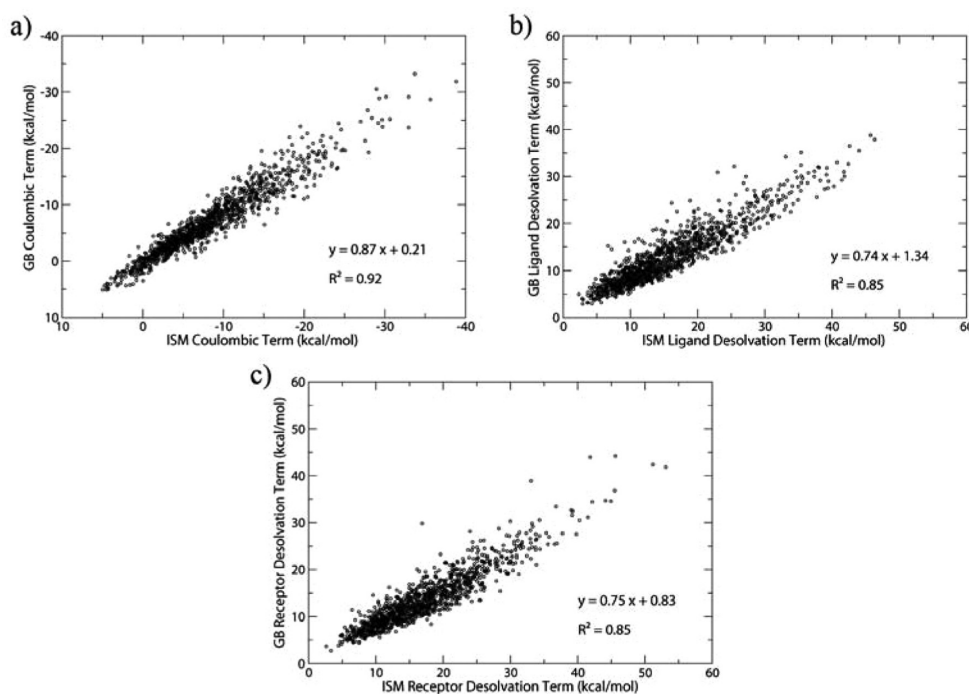 a)
GB Coulombic Term (kcal/mol)
-40
-30
-20
-10
0
10
y = 0.87 x + 0.21
R² = 0.92
10 0 -10 -20 -30 -40
ISM Coulombic Term (kcal/mol)
b)
GB Ligand Desolvation Term (kcal/mol)
60
50
40
30
20
10
0
y = 0.74 x + 1.34
R² = 0.85
0 10 20 30 40 50 60
ISM Ligand Desolvation Term (kcal/mol)
c)
GB Receptor Desolvation Term (kcal/mol)
60
50
40
30
20
10
0
y = 0.75 x + 0.83
R² = 0.85
0 10 20 30 40 50 60
ISM Receptor Desolvation Term (kcal/mol)